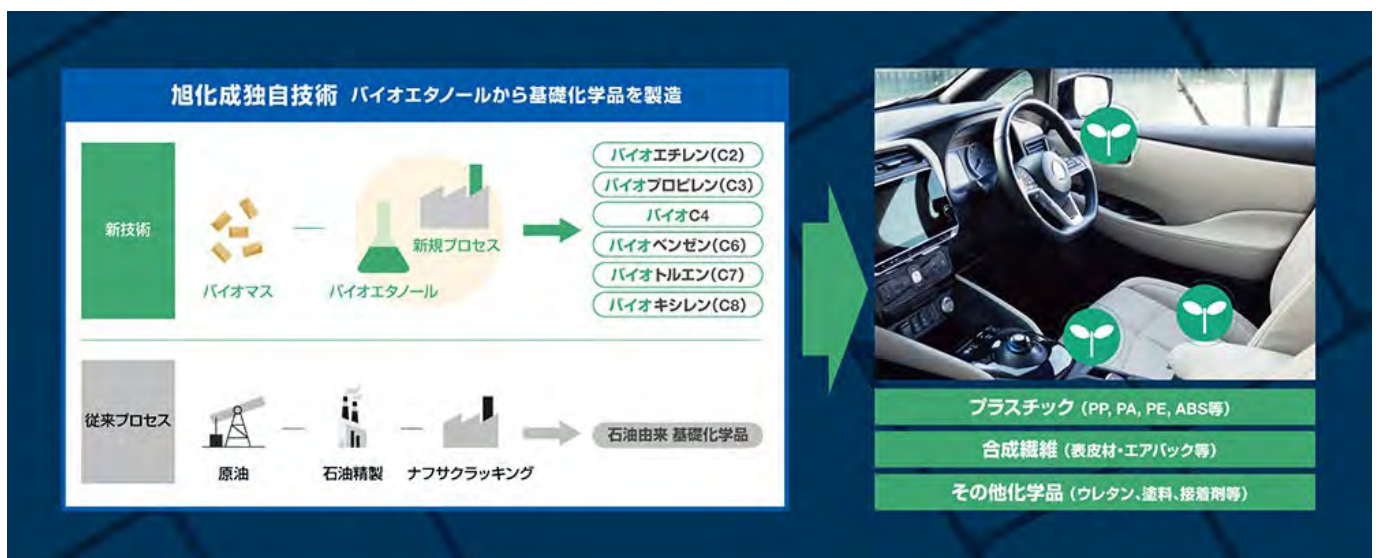 旭化成独自技術 バイオエタノールから基礎化学品を製造
新技術
バイオマス
バイオエタノール
新規プロセス
バイオエチレン(C2)
バイオプロピレン(C3)
バイオC4
バイオベンゼン(C6)
バイオトルエン(C7)
バイオキシレン(C8)
従来プロセス
原油
石油精製
ナフサクラッキング
石油由来 基礎化学品
プラスチック (PP, PA, PE, ABS等)
合成繊維 (表皮材・エアバック等)
その他化学品 (ウレタン、塗料、接着剤等)